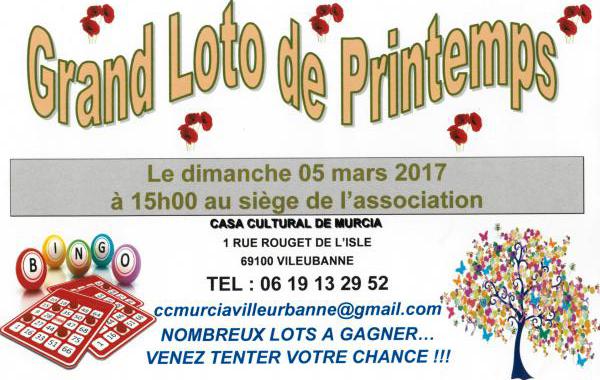 Grand Loto de Printemps
Le dimanche 05 mars 2017
à 15h00 au siège de l'association
CASA CULTURAL DE MURCIA
1 RUE ROUGET DE L'ISLE
69100 VILEUBANNE
TEL : 06 19 13 29 52
ccmurciavilleurbanne@gmail.com
NOMBREUX LOTS A GAGNER...
VENEZ TENTER VOTRE CHANCE !!!
BINGO